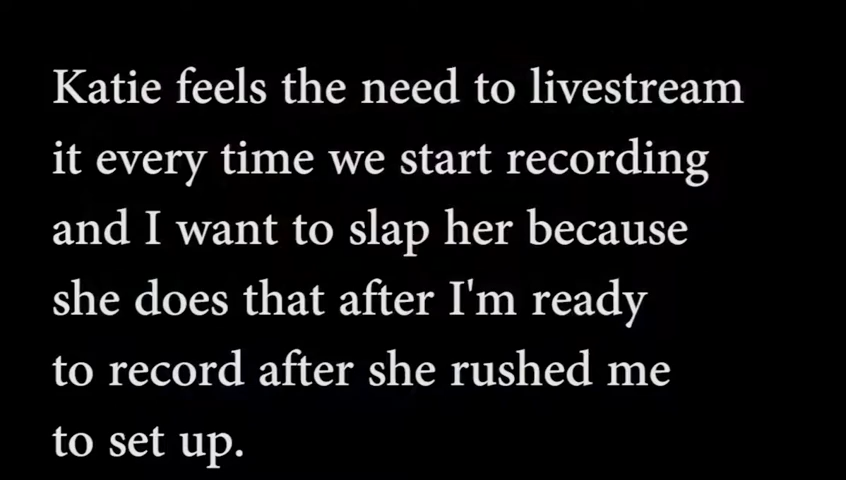 Katie feels the need to livestream
it every time we start recording
and I want to slap her because
she does that after I'm ready
to record after she rushed me
to set up.